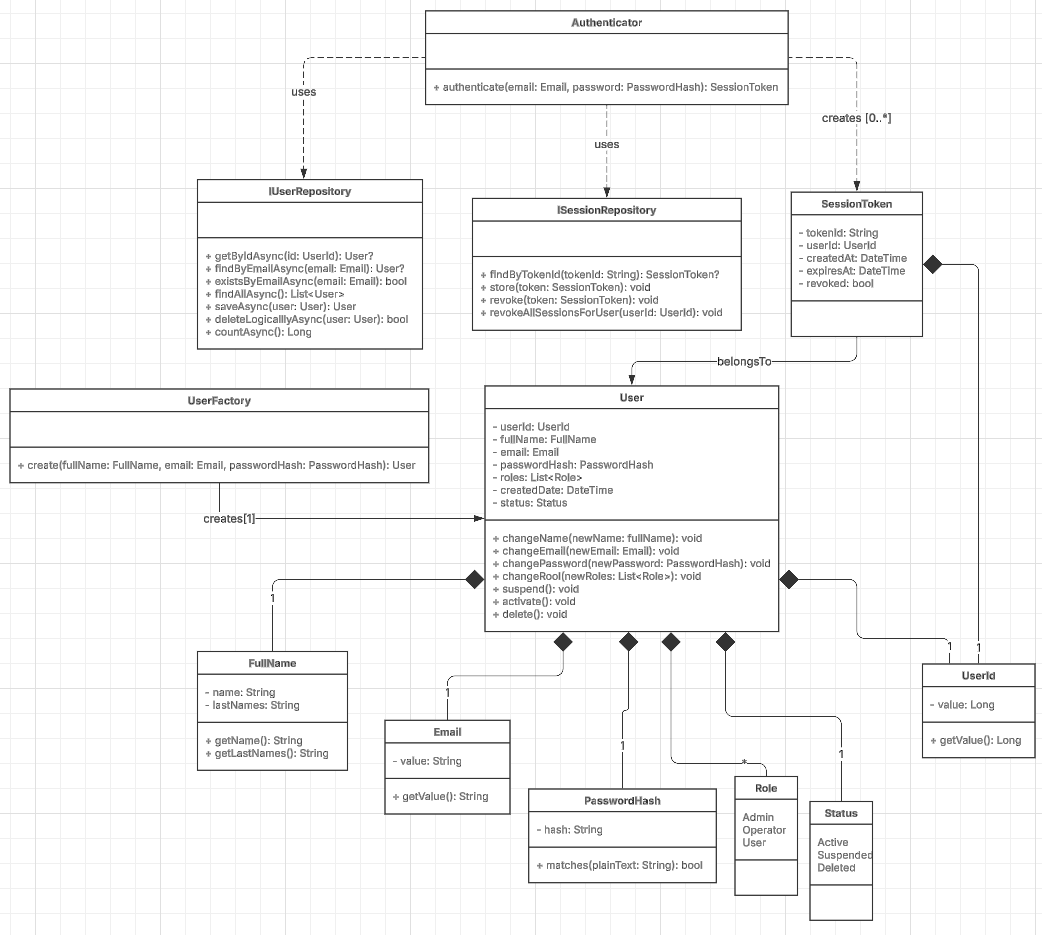 Authenticator
+ authenticate(email: Email, password: PasswordHash): SessionToken
uses
uses
creates [0..*]
IUserRepository
+ getByIdAsync(id: UserId): User?
+ findByEmailAsync(email: Email): User?
+ existsByEmailAsync(email: Email): bool
+ findAllAsync(): List<User>
+ saveAsync(user: User): User
+ deleteLogicalllyAsync(user: User): bool
+ countAsync(): Long
ISessionRepository
+ findByTokenId(tokenId: String): SessionToken?
+ store(token: SessionToken): void
+ revoke(token: SessionToken): void
+ revokeAllSessionsForUser(userId: UserId): void
SessionToken
- tokenId: String
- userId: UserId
- createdAt: DateTime
- expiresAt: DateTime
- revoked: bool
belongsTo
UserFactory
+ create(fullName: FullName, email: Email, passwordHash: PasswordHash): User
creates[1]
User
- userId: UserId
- fullName: FullName
- email: Email
- passwordHash: PasswordHash
- roles: List<Role>
- createdDate: DateTime
- status: Status
+ changeName(newName: fullName): void
+ changeEmail(newEmail: Email): void
+ changePassword(newPassword: PasswordHash): void
+ changeRool(newRoles: List<Role>): void
+ suspend(): void
+ activate(): void
+ delete(): void
1
1
1
*
1
1
1
FullName
- name: String
- lastNames: String
+ getName(): String
+ getLastNames(): String
Email
- value: String
+ getValue(): String
PasswordHash
- hash: String
+ matches(plainText: String): bool
Role
Admin
Operator
User
Status
Active
Suspended
Deleted
UserId
- value: Long
+ getValue(): Long